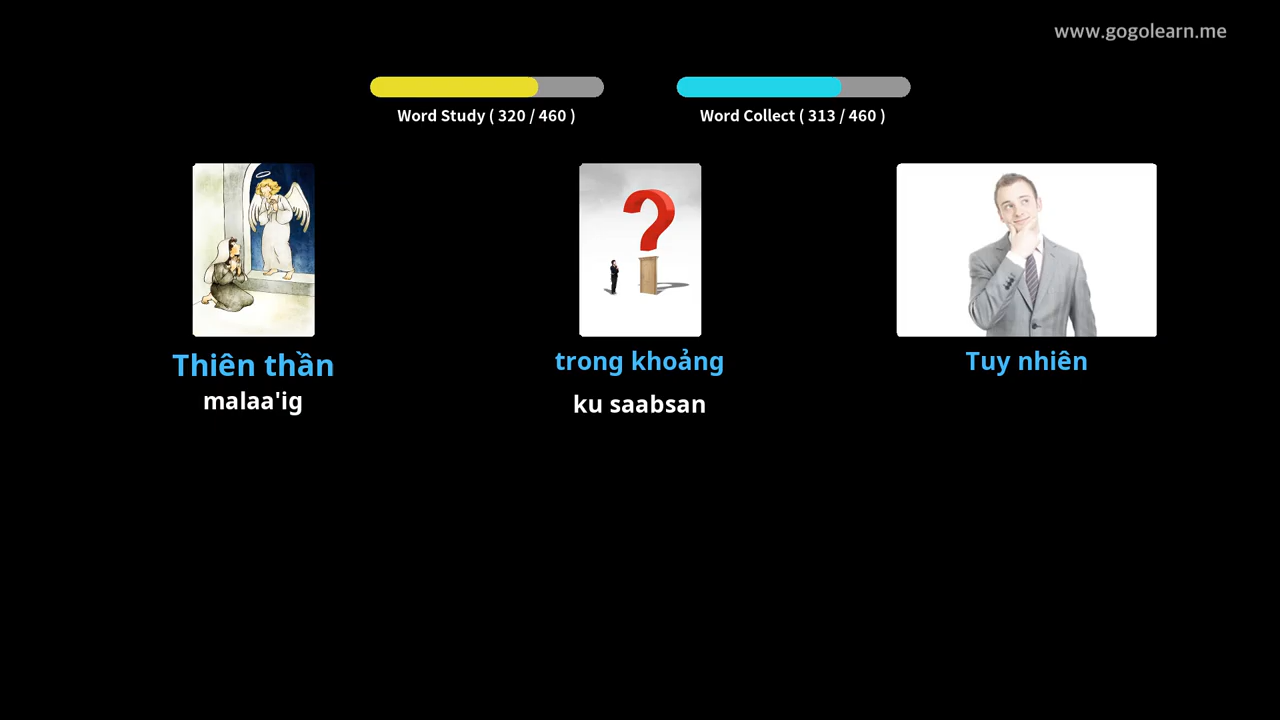 www.gogolearn.me
Word Study ( 320 / 460 )
Word Collect ( 313 / 460 )
Thiên thần
malaa'ig
trong khoảng
ku saabsan
Tuy nhiên